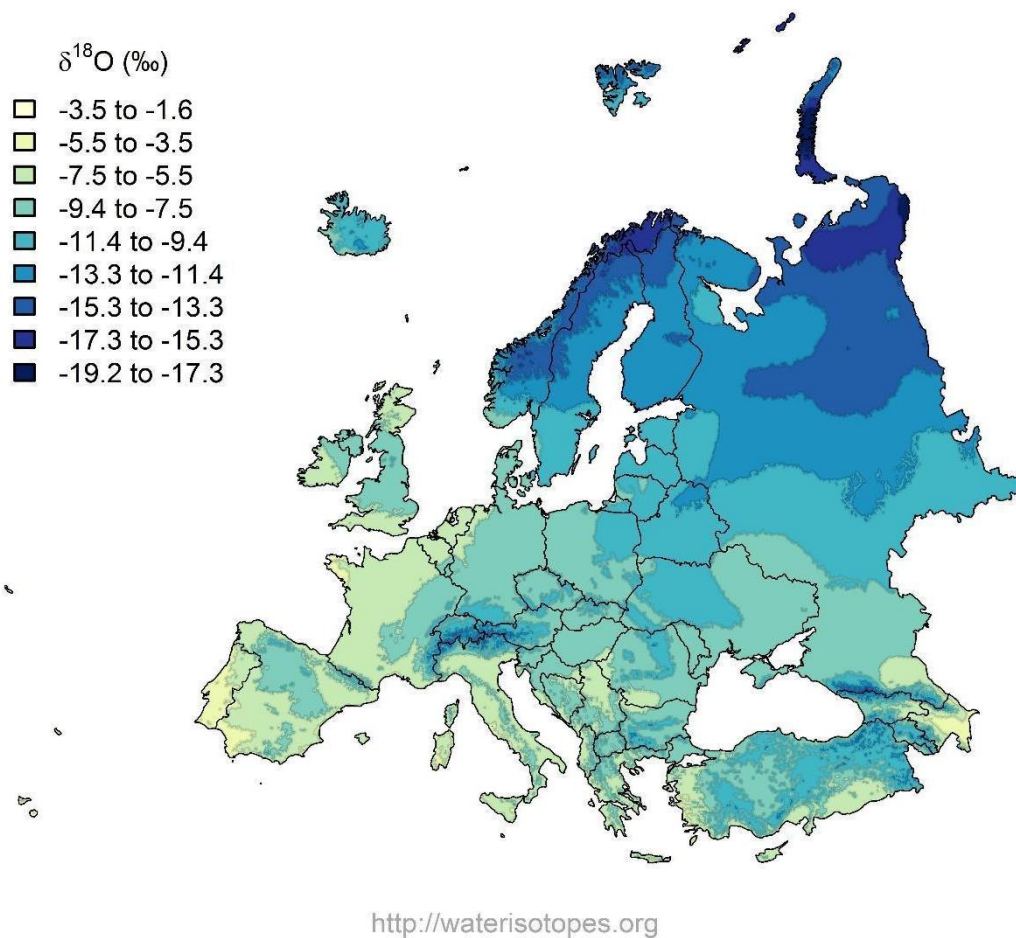 δ¹⁸O (‰)
-3.5 to -1.6
-5.5 to -3.5
-7.5 to -5.5
-9.4 to -7.5
-11.4 to -9.4
-13.3 to -11.4
-15.3 to -13.3
-17.3 to -15.3
-19.2 to -17.3
http://waterisotopes.org